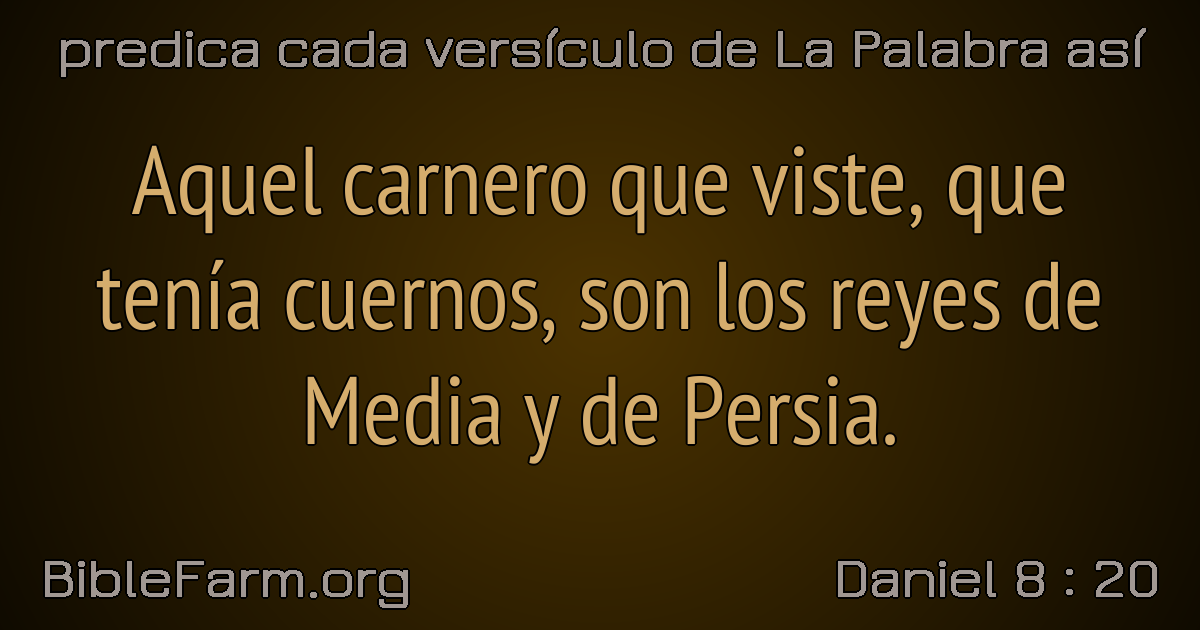 predica cada versículo de La Palabra así
Aquel carnero que viste, que
tenía cuernos, son los reyes de
Media y de Persia.
BibleFarm.org
Daniel 8 : 20